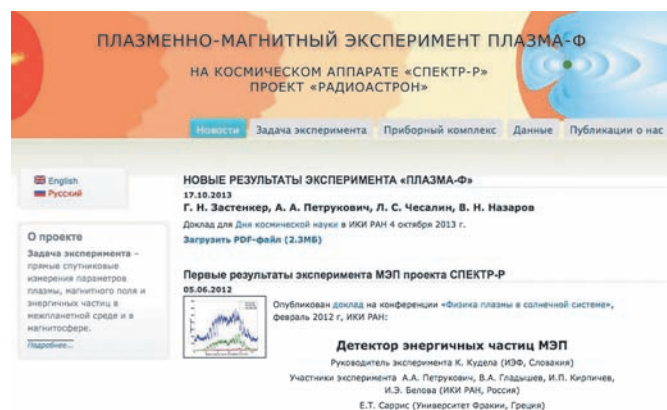 ПЛАЗМЕННО-МАГНИТНЫЙ ЭКСПЕРИМЕНТ ПЛАЗМА-Ф
НА КОСМИЧЕСКОМ АППАРАТЕ «СПЕКТР-Р»
ПРОЕКТ «РАДИОАСТРОН»
Новости Задача эксперимента Приборный комплекс Данные Публикации о нас
English
Русский
О проекте
Задача эксперимента –
прямые спутниковые
измерения параметров
плазмы, магнитного поля и
энергичных частиц в
межпланетной среде и в
магнитосфере.
Подробнее...
НОВЫЕ РЕЗУЛЬТАТЫ ЭКСПЕРИМЕНТА «ПЛАЗМА-Ф»
17.10.2013
Г. Н. Застенкер, А. А. Петрукович, Л. С. Чесалин, В. Н. Назаров
Доклад для Дня космической науки в ИКИ РАН 4 октября 2013 г.
Загрузить PDF-файл (2.3МБ)
Первые результаты эксперимента МЭП проекта СПЕКТР-Р
05.06.2012
Опубликован доклад на конференции «Физика плазмы в солнечной системе»,
февраль 2012 г, ИКИ РАН:
Детектор энергичных частиц МЭП
Руководитель эксперимента К. Кудела (ИЭФ, Словакия)
Участники эксперимента А.А. Петрукович, В.А. Гладышев, И.П. Кирпичев,
И.Э. Белова (ИКИ РАН, Россия)
Е.Т. Саррис (Университет Фракии, Греция)